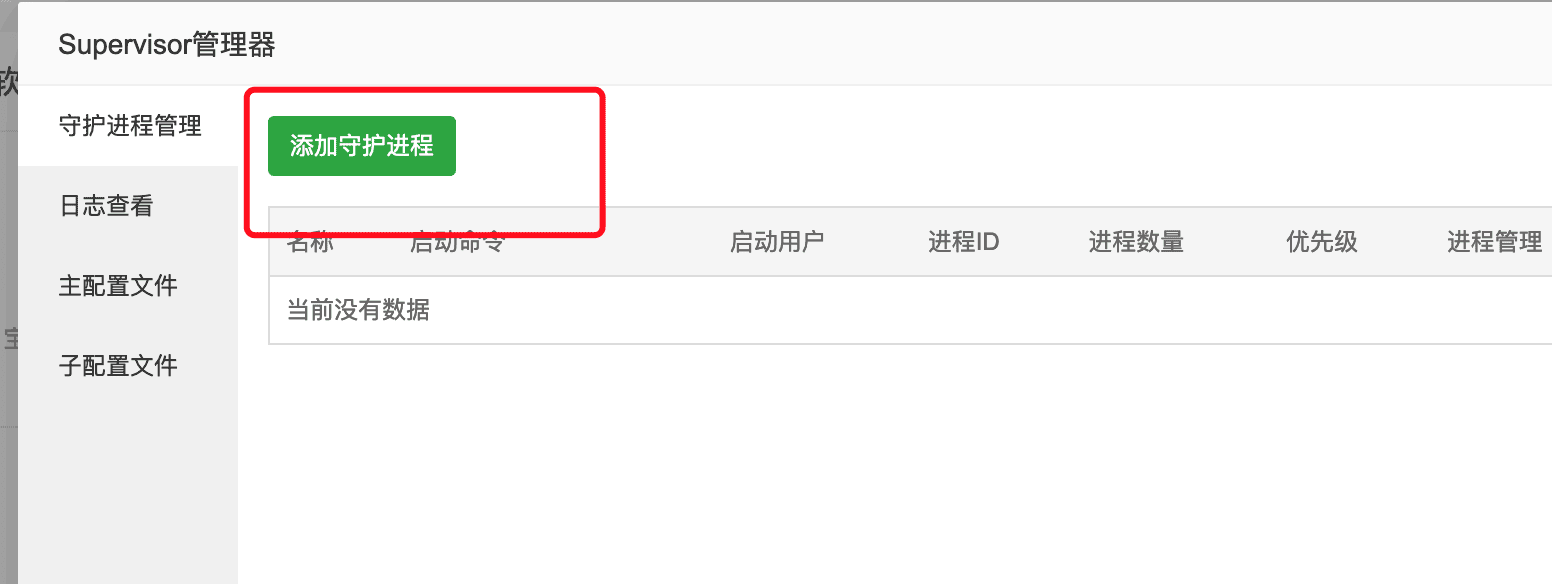 Supervisor管理器
软
守护进程管理
日志查看
主配置文件
子配置文件
添加守护进程
名称 启动命令 启动用户 进程ID 进程数量 优先级 进程管理
当前没有数据